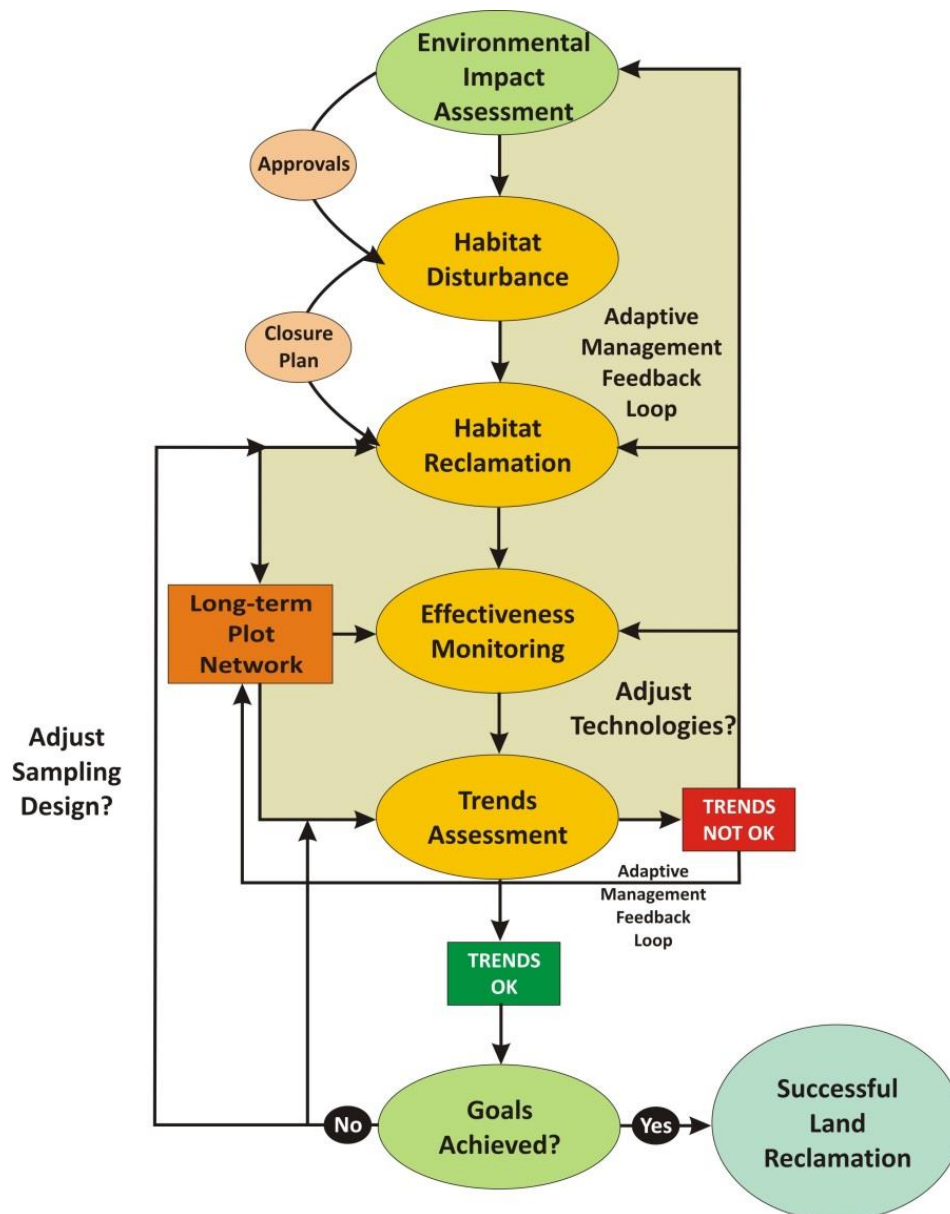 Environmental
Impact
Assessment
Approvals
Habitat
Disturbance
Closure
Plan
Adaptive
Management
Feedback
Loop
Habitat
Reclamation
Long-term
Plot
Network
Effectiveness
Monitoring
Adjust
Technologies?
Adjust
Sampling
Design?
Trends
Assessment
TRENDS
NOT OK
Adaptive
Management
Feedback
Loop
TRENDS
OK
No
Goals
Achieved?
Yes
Successful
Land
Reclamation